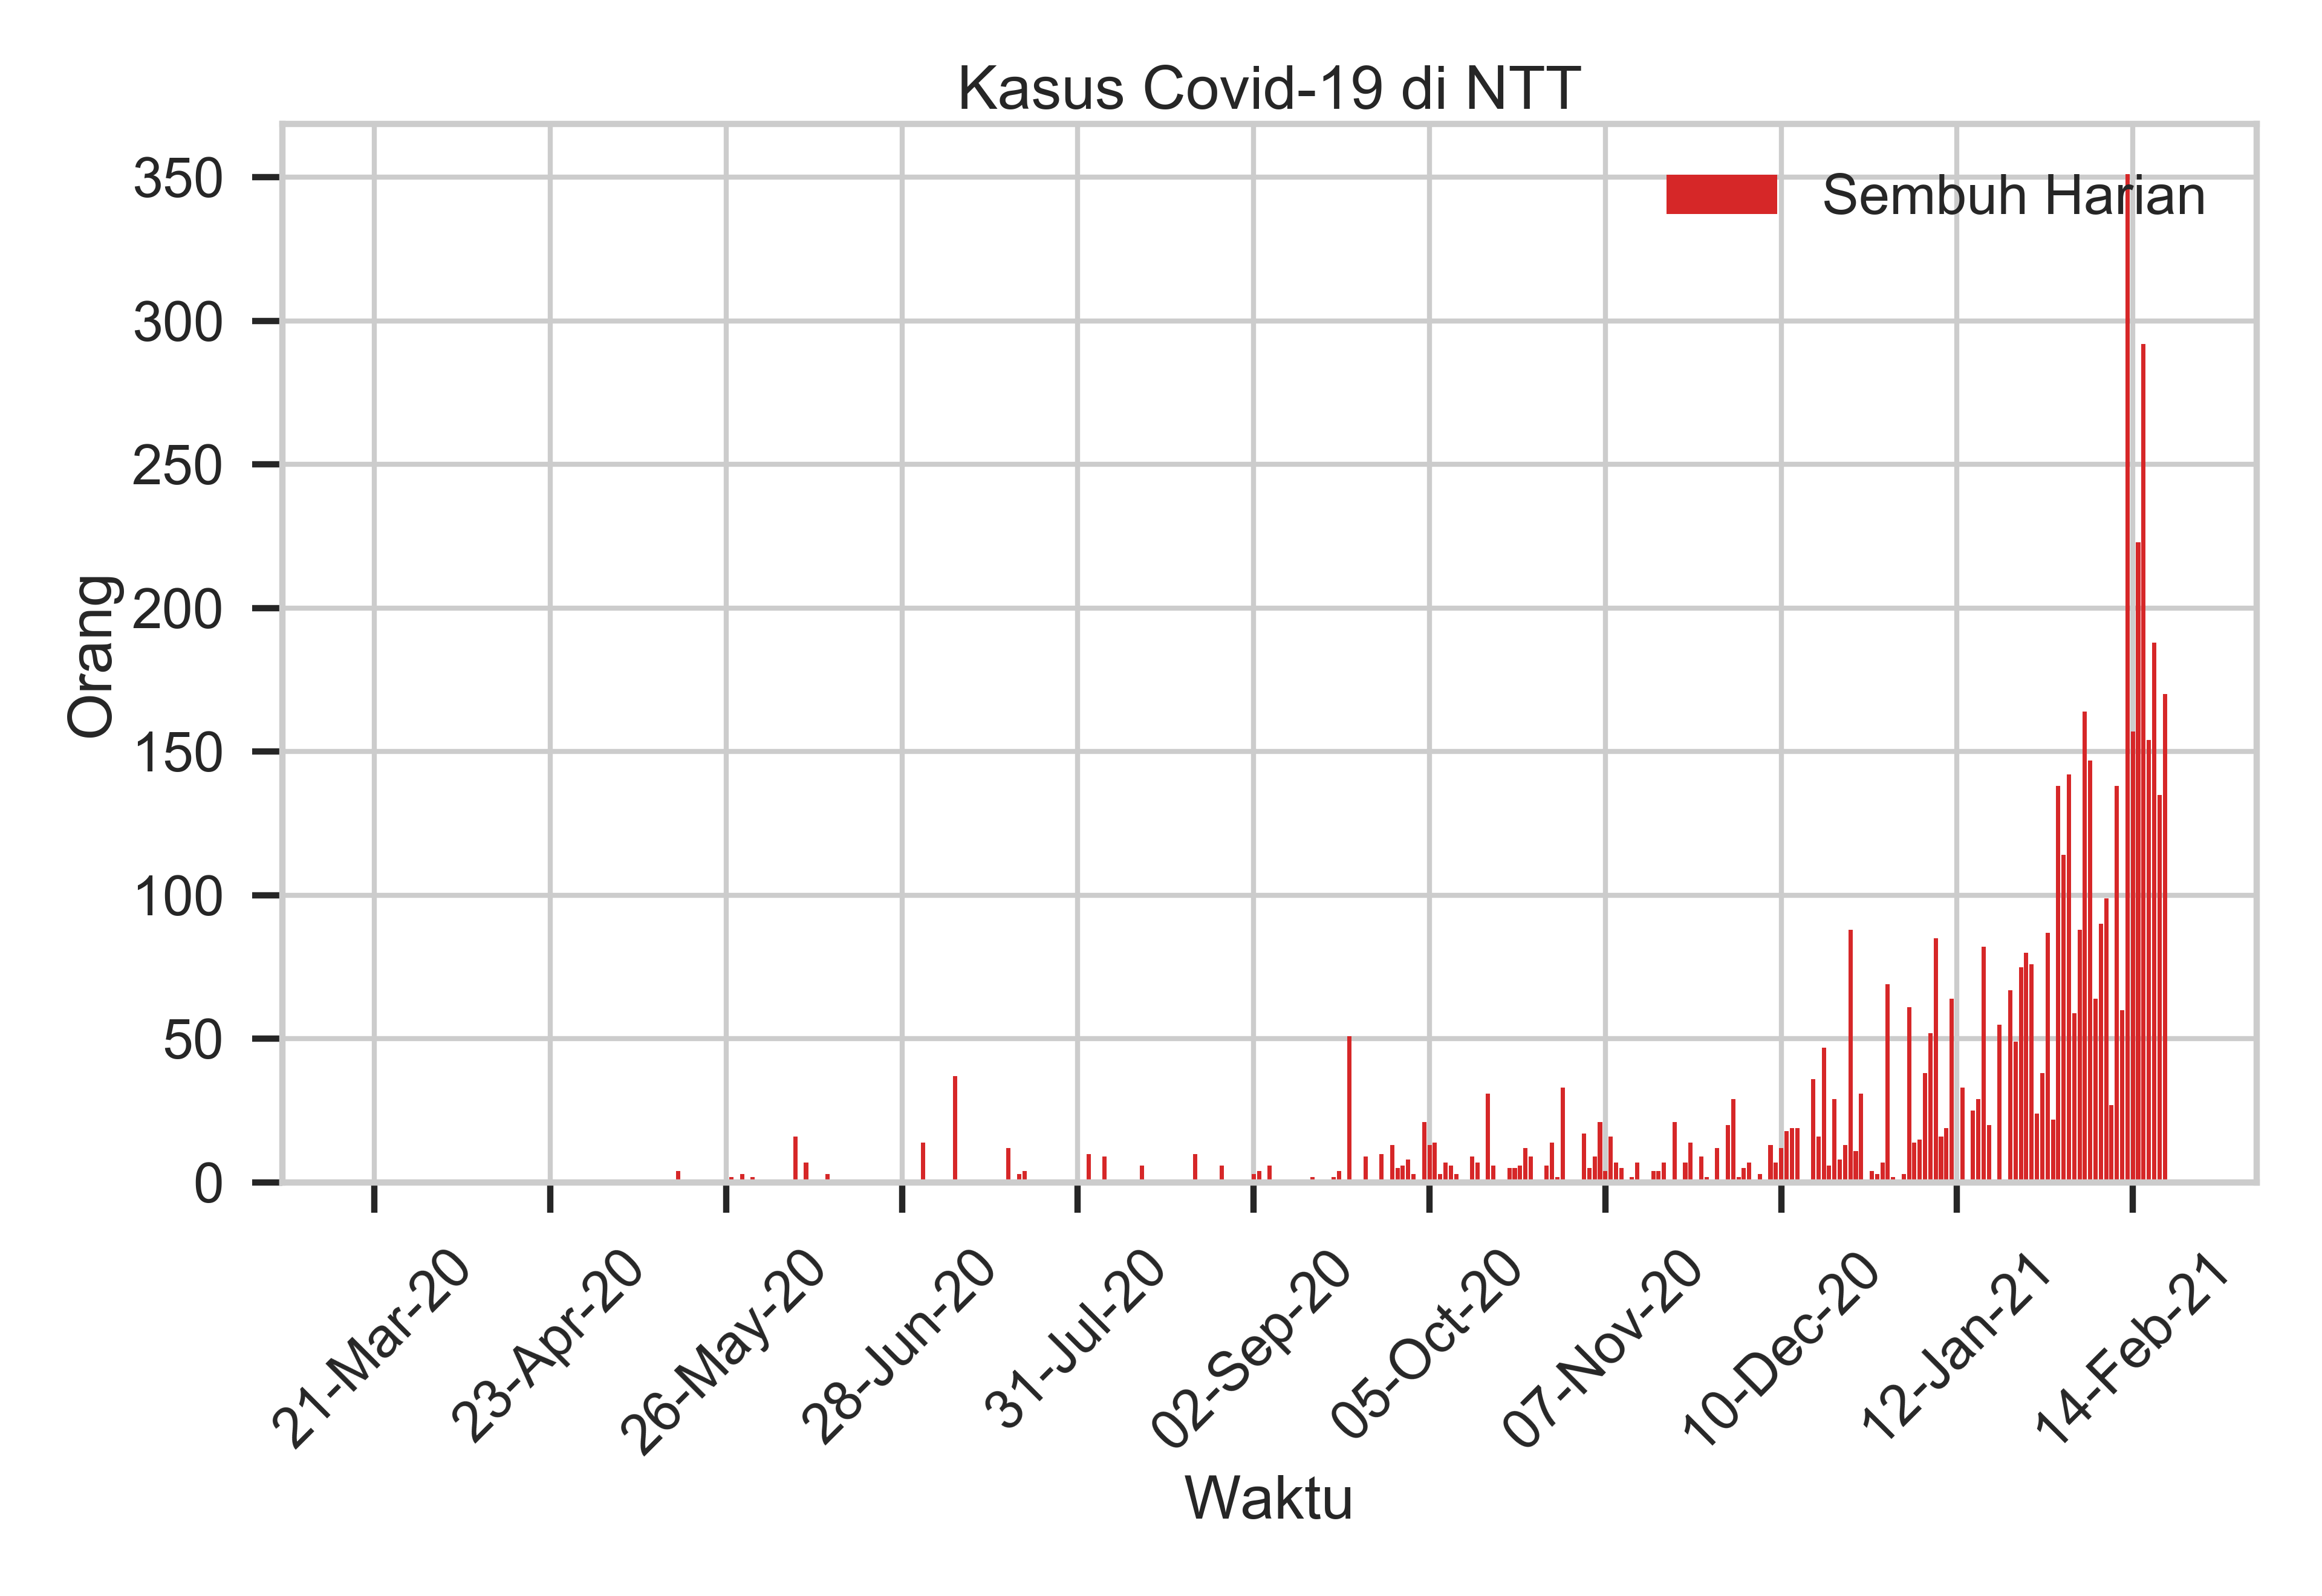 Kasus Covid-19 di NTT
Sembuh Harian
Orang
350
300
250
200
150
100
50
0
21-Mar-20
23-Apr-20
26-May-20
28-Jun-20
31-Jul-20
02-Sep-20
05-Oct-20
07-Nov-20
10-Dec-20
12-Jan-21
14-Feb-21
Waktu